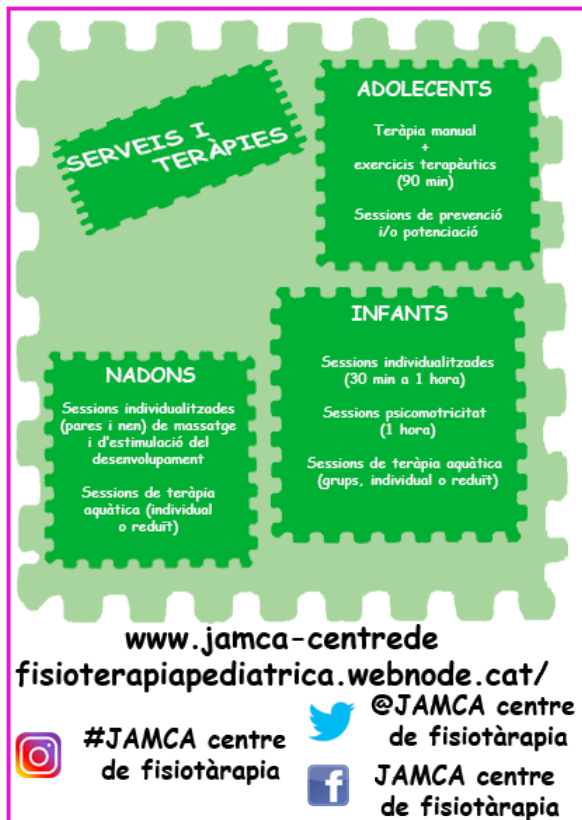 SERVEIS I
TERÀPIES
ADOLECENTS
Teràpia manual
+
exercicis terapèutics
(90 min)
Sessions de prevenció
i/o potenciació
INFANTS
Sessions individualitzades
(30 min a 1 hora)
Sessions psicomotricitat
(1 hora)
Sessions de teràpia aquàtica
(grups, individual o reduït)
NADONS
Sessions individualitzades
(pares i nen) de massatge
i d'estimulació del
desenvolupament
Sessions de teràpia
aquàtica (individual
o reduït)
www.jamca-centrede
fisioterapiapediatrica.webnode.cat/
#JAMCA centre
de fisiotàrapia
@JAMCA centre
de fisiotàrapia
JAMCA centre
de fisiotàrapia